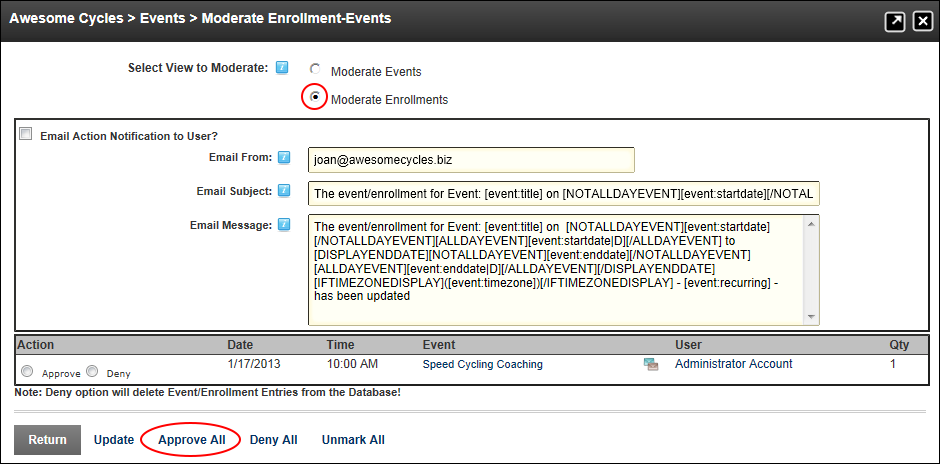 Awesome Cycles > Events > Moderate Enrollment-Events
Select View to Moderate:
Moderate Events
Moderate Enrollments
Email Action Notification to User?
Email From:
joan@awesomecycles.biz
Email Subject:
The event/enrollment for Event: [event:title] on [NOTALLDAYEVENT][event:startdate][/NOTAL
Email Message:
The event/enrollment for Event: [event:title] on [NOTALLDAYEVENT][event:startdate]
[/NOTALLDAYEVENT][ALLDAYEVENT][event:startdate|D][/ALLDAYEVENT] to
[DISPLAYENDDATE][NOTALLDAYEVENT][event:enddate][/NOTALLDAYEVENT]
[ALLDAYEVENT][event:enddate|D][/ALLDAYEVENT][/DISPLAYENDDATE]
[IFTIMEZONEDISPLAY]([event:timezone])[/IFTIMEZONEDISPLAY] - [event:recurring] -
has been updated
Action Date Time Event User Qty
Approve Deny 1/17/2013 10:00 AM Speed Cycling Coaching Administrator Account 1
Note: Deny option will delete Event/Enrollment Entries from the Database!
Return Update Approve All Deny All Unmark All